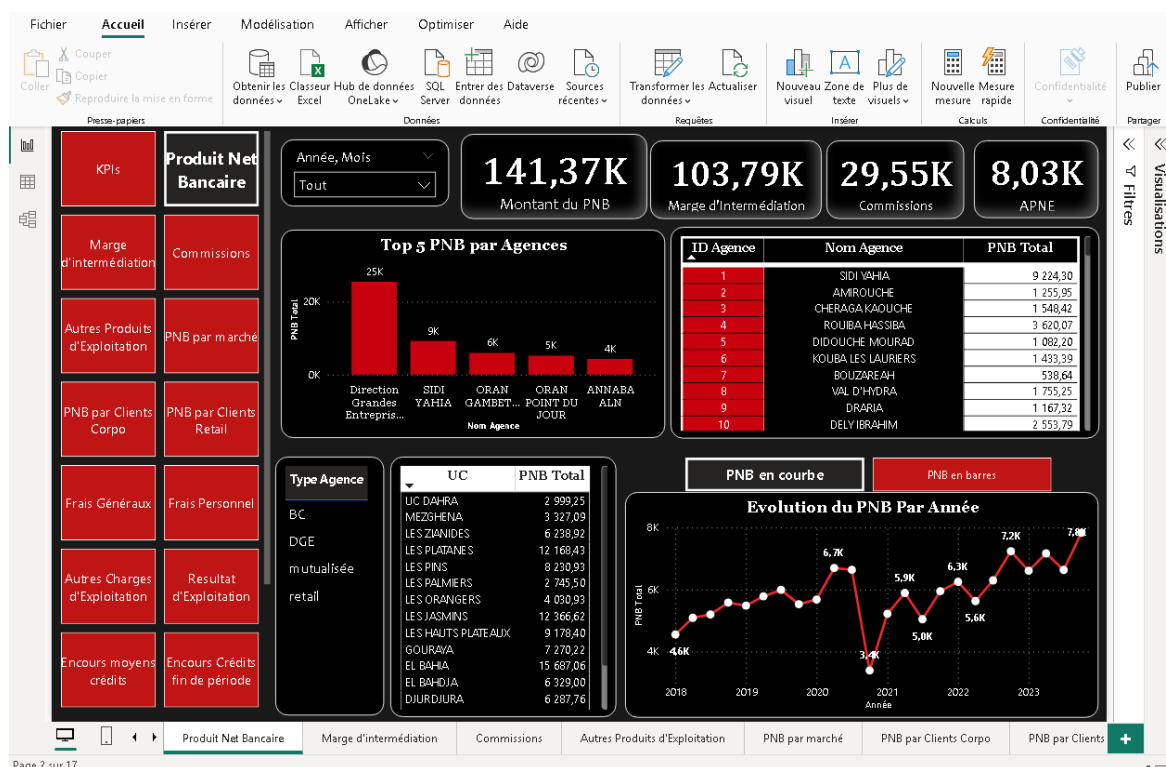 Fichier Accueil Insérer Modélisation Afficher Optimiser Aide
Coller
Couper
Copier
Reproduire la mise en forme
Presse-papiers
Obtenir les données
Classeur Excel
Hub de données OneLake
SQL Server
Entrer des données
Dataverse
Sources récentes
Données
Transformer les données
Actualiser
Requêtes
Nouveau visuel
Zone de texte
Plus de visuels
Insérer
Nouvelle mesure
Mesure rapide
Calculs
Confidentialité
Confidentialité
Publier
Partager
KPIs
Produit Net Bancaire
Marge d'intermédiation
Commissions
Autres Produits d'Exploitation
PNB par marché
PNB par Clients Corpo
PNB par Clients Retail
Frais Généraux
Frais Personnel
Autres Charges d'Exploitation
Resultat d'Exploitation
Encours moyens crédits
Encours Crédits fin de période
Année, Mois
Tout
141,37K
Montant du PNB
103,79K
Marge d'Intermédiation
29,55K
Commissions
8,03K
APNE
Top 5 PNB par Agences
PNB Total
20K
0K
25K
9K
6K
5K
4K
Direction Grandes Entrepris...
SIDI YAHIA
ORAN GAMBET...
ORAN POINT DU JOUR
ANNABA ALN
Nom Agence
ID Agence Nom Agence PNB Total
1 SIDI YAHIA 9 224,30
2 AMIROUCHE 1 255,95
3 CHERAGA KAOUCHE 1 548,42
4 ROUIBA HASSIBA 3 620,07
5 DIDOUCHE MOURAD 1 082,20
6 KOUBA LES LAURIERS 1 433,39
7 BOUZAREAH 538,64
8 VAL D'HYDRA 1 755,25
9 DRARIA 1 167,32
10 DELY IBRAHIM 2 553,79
Type Agence
BC
DGE
mutualisée
retail
UC PNB Total
UC DAHRA 2 999,25
MEZGHENA 3 327,09
LES ZIANIDES 6 238,92
LES PLATANES 12 168,43
LES PINS 8 230,93
LES PALMIERS 2 745,50
LES ORANGERS 4 030,93
LES JASMINS 12 366,62
LES HAUTS PLATEAUX 9 178,40
GOURAYA 7 270,22
EL BAHIA 15 687,06
EL BAHDJA 6 329,00
DJURDJURA 6 287,76
PNB en courbe
PNB en barres
Evolution du PNB Par Année
PNB Total
8K
6K
4K
4,6K
6,7K
3,4K
5,9K
5,0K
6,3K
5,6K
7,2K
7,8K
2018 2019 2020 2021 2022 2023
Année
Filtres
Visualisations
Produit Net Bancaire
Marge d'intermédiation
Commissions
Autres Produits d'Exploitation
PNB par marché
PNB par Clients Corpo
PNB par Clients
Page 2 sur 17